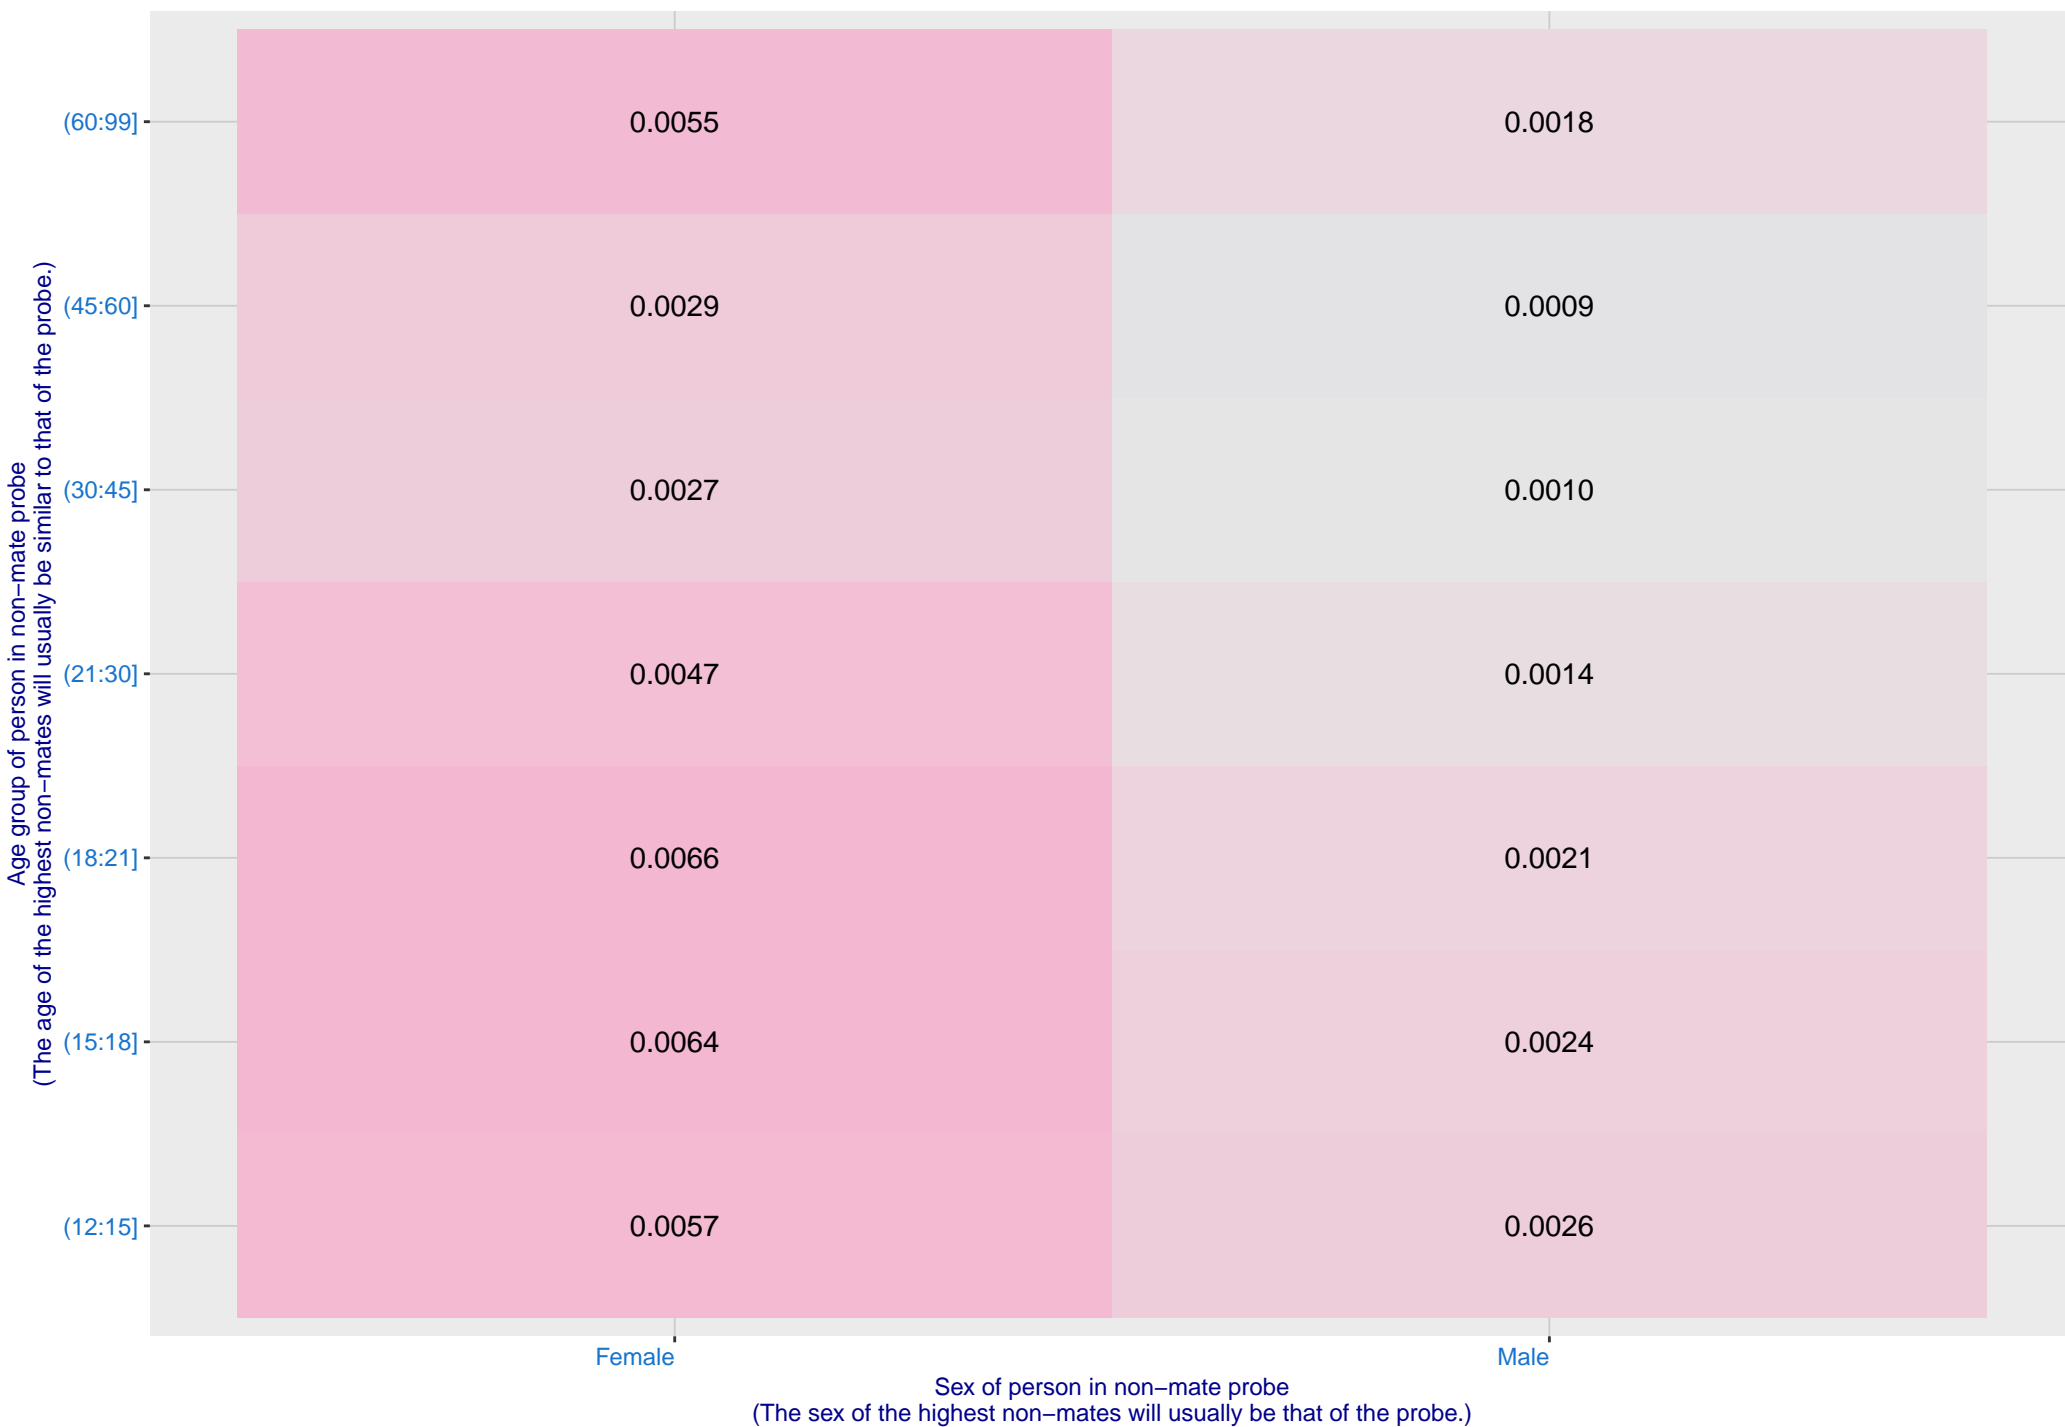 Age group of person in non−mate probe
(The age of the highest non−mates will usually be similar to that of the probe.)
(60:99] 0.0055 0.0018
(45:60] 0.0029 0.0009
(30:45] 0.0027 0.0010
(21:30] 0.0047 0.0014
(18:21] 0.0066 0.0021
(15:18] 0.0064 0.0024
(12:15] 0.0057 0.0026
Female Male
Sex of person in non−mate probe
(The sex of the highest non−mates will usually be that of the probe.)